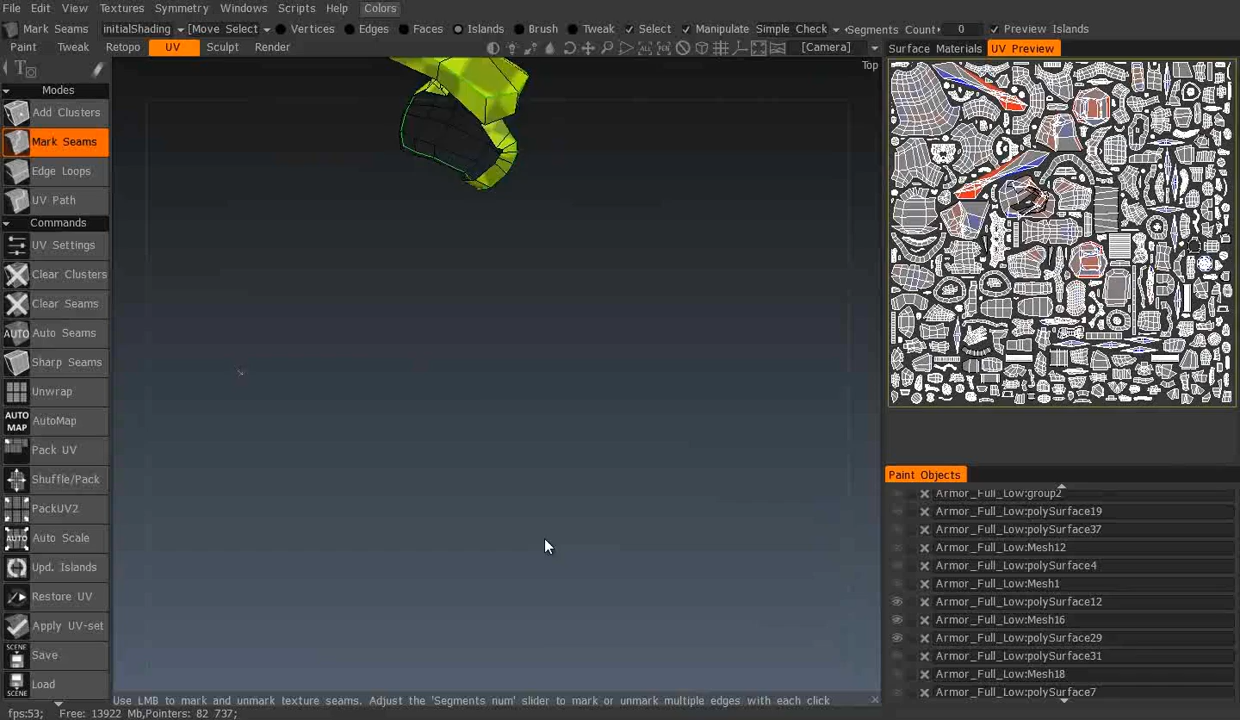 File Edit View Textures Symmetry Windows Scripts Help Colors
Mark Seams initialShading [Move Select] Vertices Edges Faces Islands Brush Tweak Select Manipulate Simple Check Segments Count 0 Preview Islands
Paint Tweak Retopo UV Sculpt Render [Camera] Surface Materials UV Preview
Top
Modes
Add Clusters
Mark Seams
Edge Loops
UV Path
Commands
UV Settings
Clear Clusters
Clear Seams
AUTO Auto Seams
Sharp Seams
Unwrap
AUTO MAP AutoMap
Pack UV
Shuffle/Pack
PackUV2
AUTO Auto Scale
Upd. Islands
Restore UV
Apply UV-set
SCENE Save
SCENE Load
Paint Objects
Armor_Full_Low:group2
Armor_Full_Low:polySurface19
Armor_Full_Low:polySurface37
Armor_Full_Low:Mesh12
Armor_Full_Low:polySurface4
Armor_Full_Low:Mesh1
Armor_Full_Low:polySurface12
Armor_Full_Low:Mesh16
Armor_Full_Low:polySurface29
Armor_Full_Low:polySurface31
Armor_Full_Low:Mesh18
Armor_Full_Low:polySurface7
Use LMB to mark and unmark texture seams. Adjust the 'Segments num' slider to mark or unmark multiple edges with each click
fps:53; Free: 13922 Mb,Pointers: 82 737;